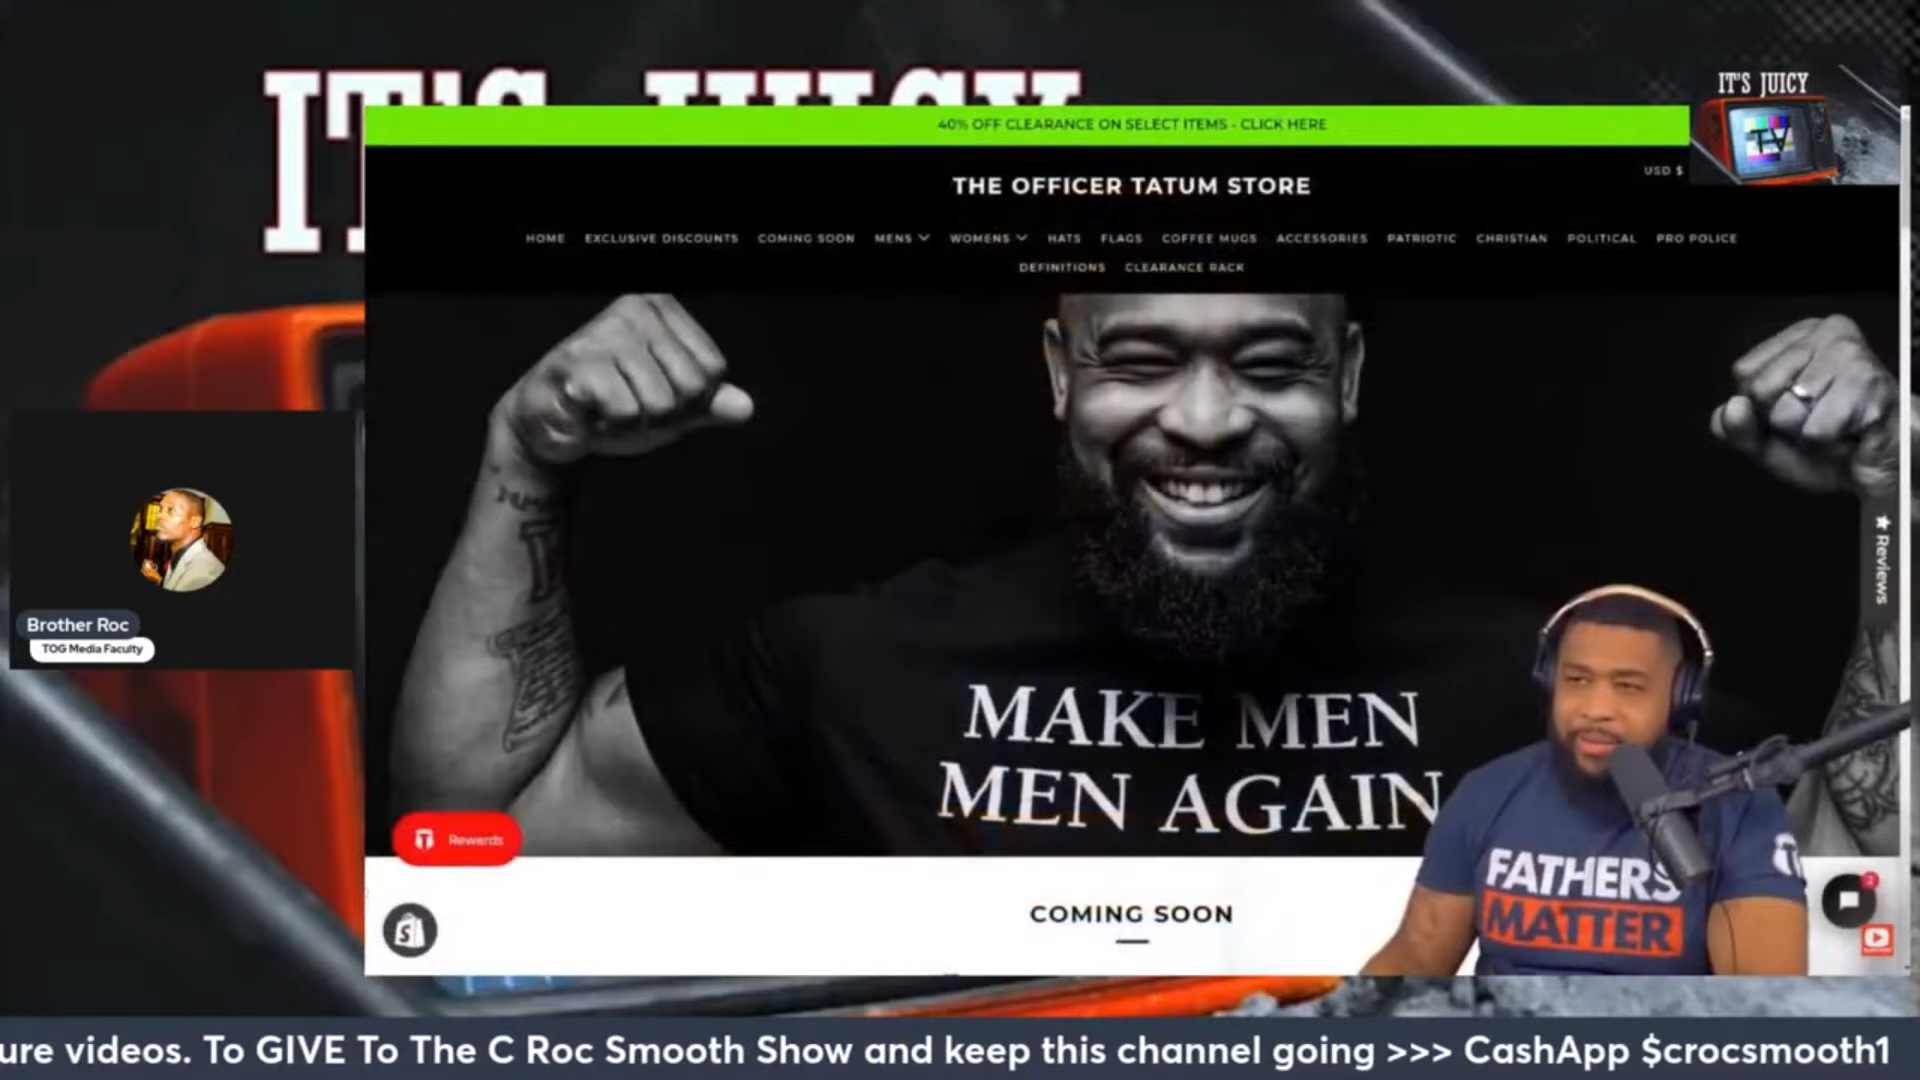 IT'S JUICY
IT'S JUICY
TV
40% OFF CLEARANCE ON SELECT ITEMS - CLICK HERE
USD $
THE OFFICER TATUM STORE
HOME EXCLUSIVE DISCOUNTS COMING SOON MENS WOMENS HATS FLAGS COFFEE MUGS ACCESSORIES PATRIOTIC CHRISTIAN POLITICAL PRO POLICE
DEFINITIONS CLEARANCE RACK
Reviews
Brother Roc
TOG Media Faculty
MAKE MEN
MEN AGAIN
Rewards
FATHERS
MATTER
COMING SOON
2
ure videos. To GIVE To The C Roc Smooth Show and keep this channel going >>> CashApp $crocsmooth1